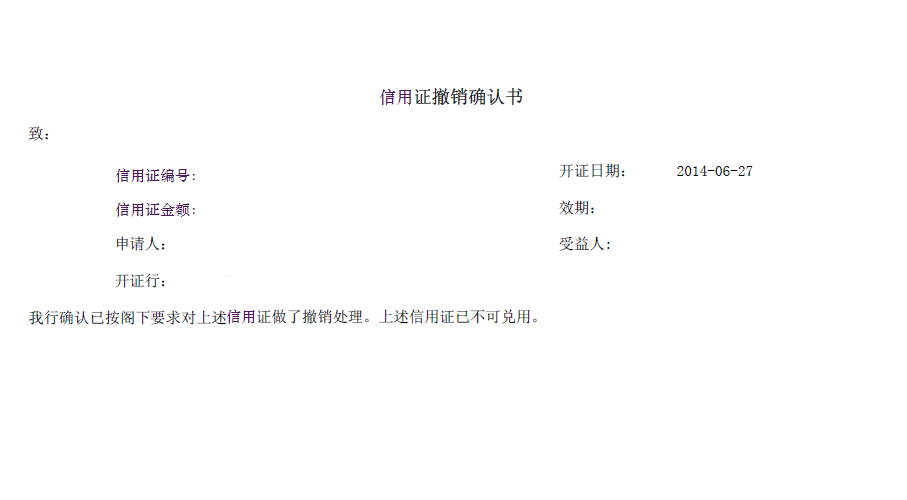 信用证撤销确认书
致：
信用证编号: 开证日期： 2014-06-27
信用证金额: 效期：
申请人： 受益人:
开证行：
我行确认已按阁下要求对上述信用证做了撤销处理。上述信用证已不可兑用。